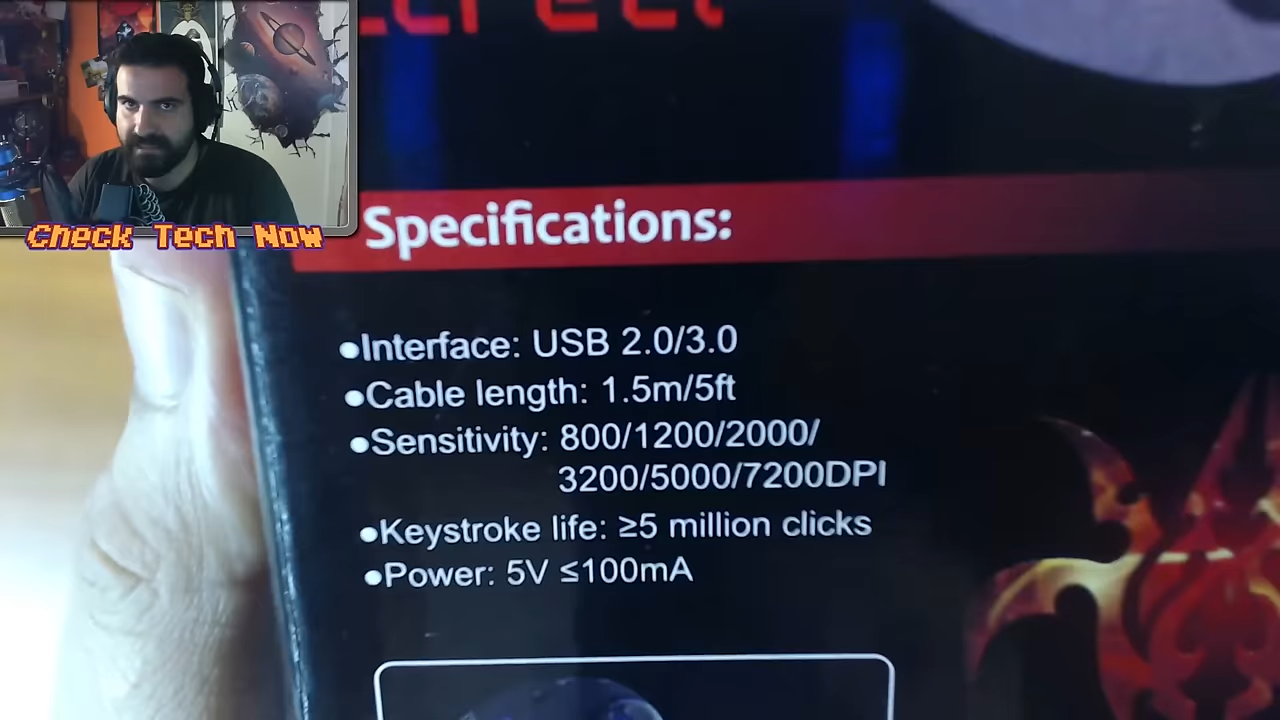 Check Tech Now
Specifications:
●Interface: USB 2.0/3.0
●Cable length: 1.5m/5ft
●Sensitivity: 800/1200/2000/
3200/5000/7200DPI
●Keystroke life: ≥5 million clicks
●Power: 5V ≤100mA